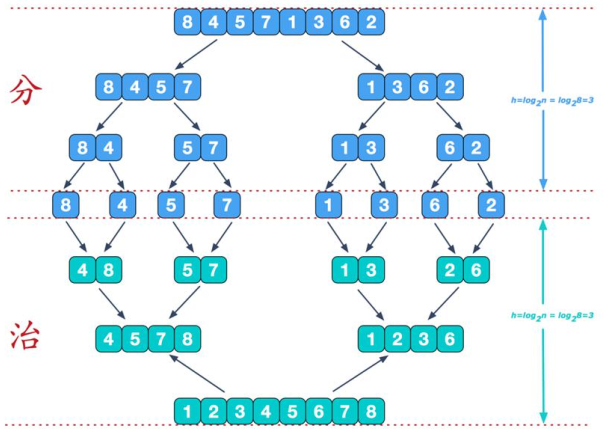 8 4 5 7 1 3 6 2
分
8 4 5 7 1 3 6 2
h=log₂n = log₂8=3
8 4 5 7 1 3 6 2
8 4 5 7 1 3 6 2
4 8 5 7 1 3 2 6
h=log₂n = log₂8=3
治
4 5 7 8 1 2 3 6
1 2 3 4 5 6 7 8